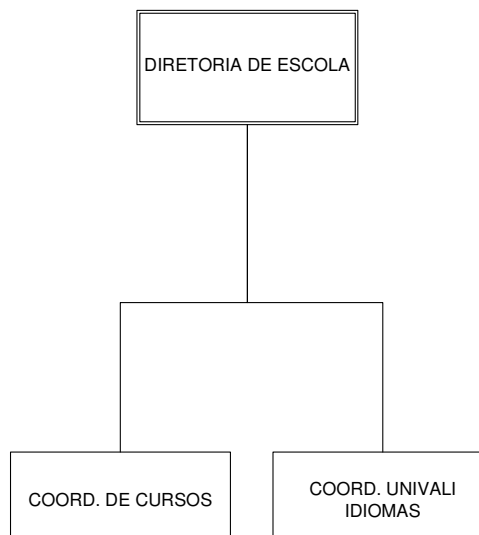 DIRETORIA DE ESCOLA
COORD. DE CURSOS
COORD. UNIVALI
IDIOMAS